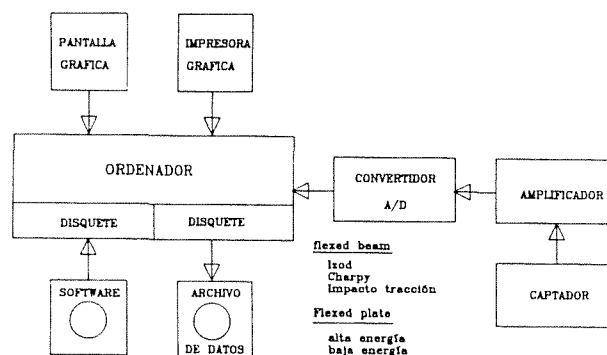 PANTALLA
GRAFICA
IMPRESORA
GRAFICA
ORDENADOR
DISQUETE
DISQUETE
CONVERTIDOR
A/D
AMPLIFICADOR
CAPTADOR
SOFTWARE
ARCHIVO
DE DATOS
flexed beam
Izod
Charpy
Impacto tracción
Flexed plate
alta energía
baja energía